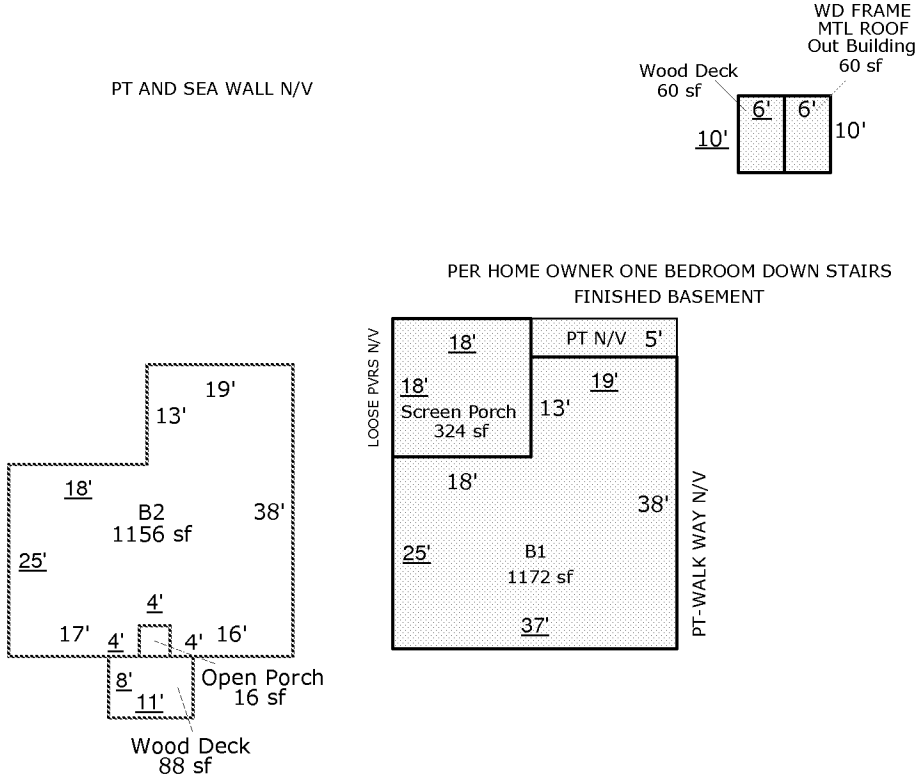 WD FRAME
MTL ROOF
Out Building
60 sf
Wood Deck
60 sf
PT AND SEA WALL N/V
6'
6'
10'
10'
PER HOME OWNER ONE BEDROOM DOWN STAIRS
FINISHED BASEMENT
LOOSE PVRS N/V
18'
PT N/V
5'
18'
Screen Porch
324 sf
19'
13'
18'
38'
25'
B1
1172 sf
37'
PT-WALK WAY N/V
19'
13'
18'
B2
1156 sf
38'
25'
4'
17'
4'
4'
16'
Open Porch
16 sf
8'
11'
Wood Deck
88 sf